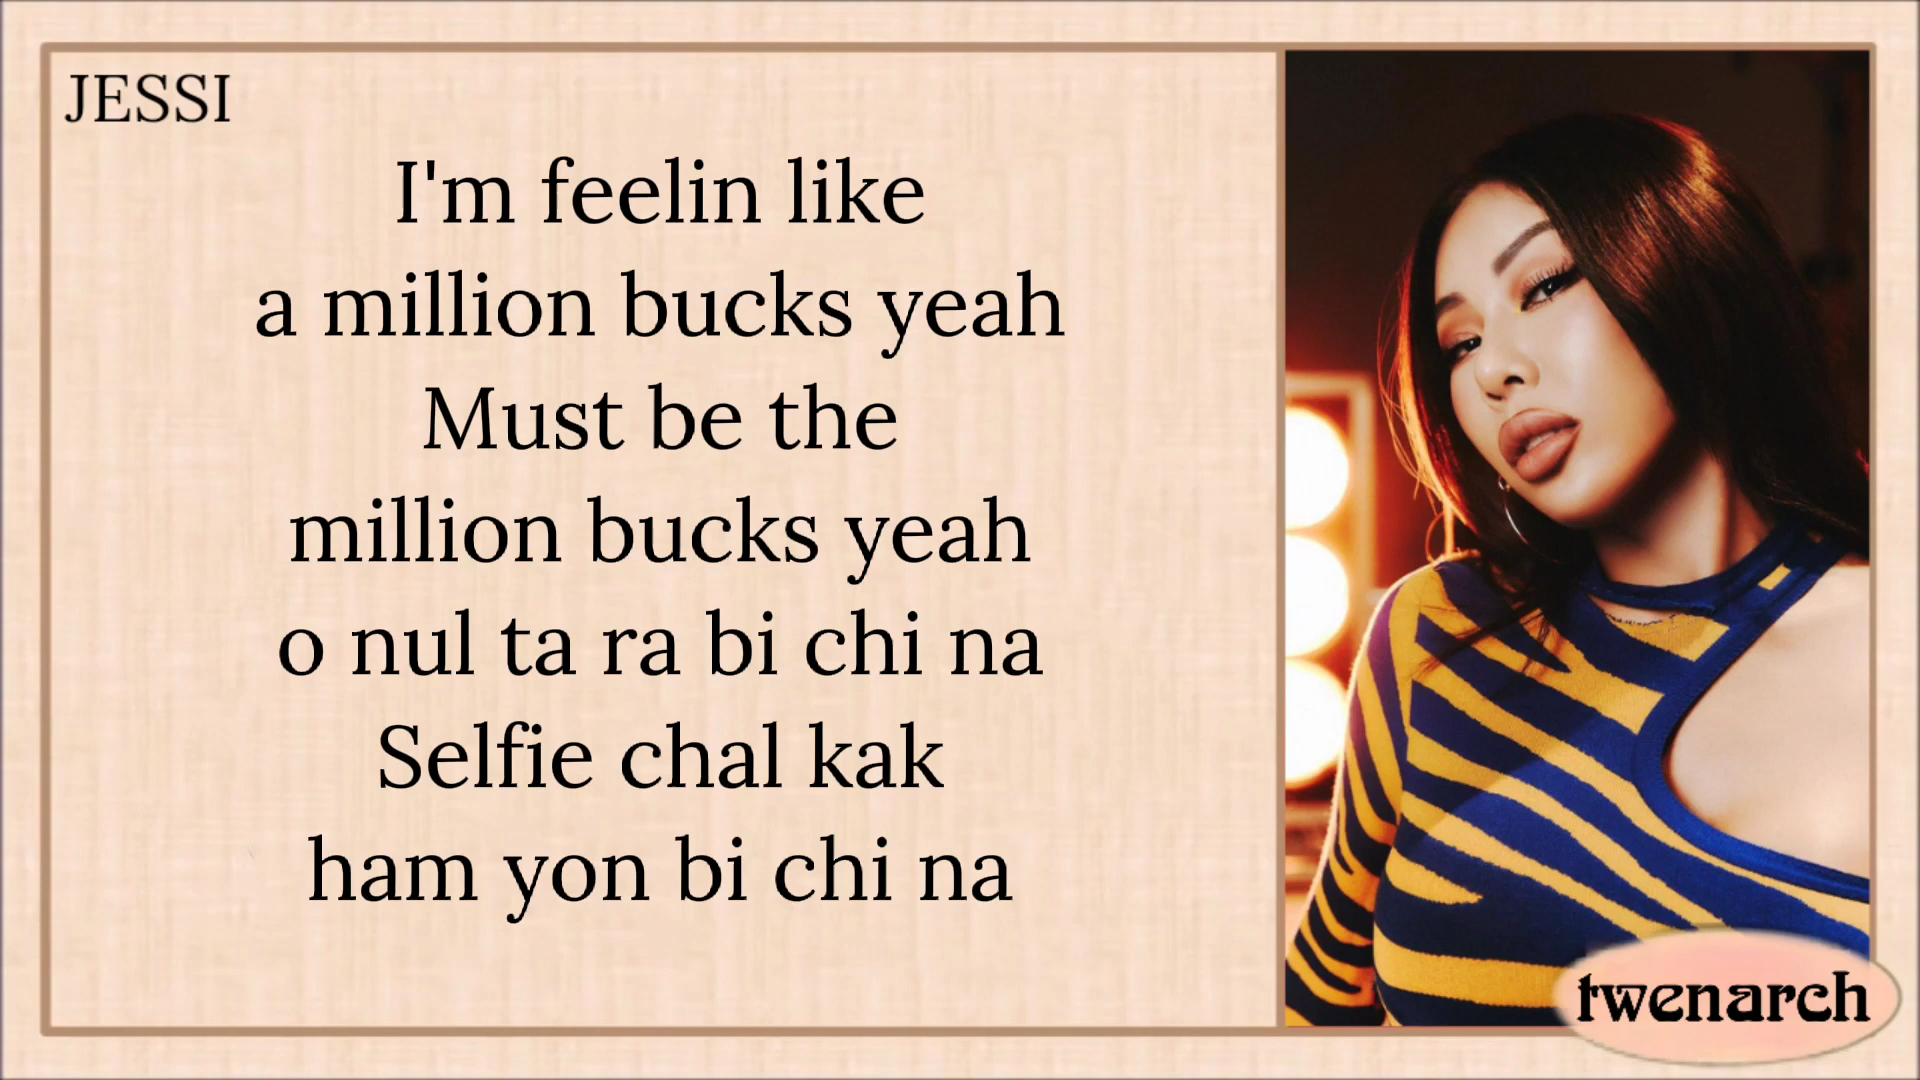 JESSI
I'm feelin like
a million bucks yeah
Must be the
million bucks yeah
o nul ta ra bi chi na
Selfie chal kak
ham yon bi chi na
twenarch